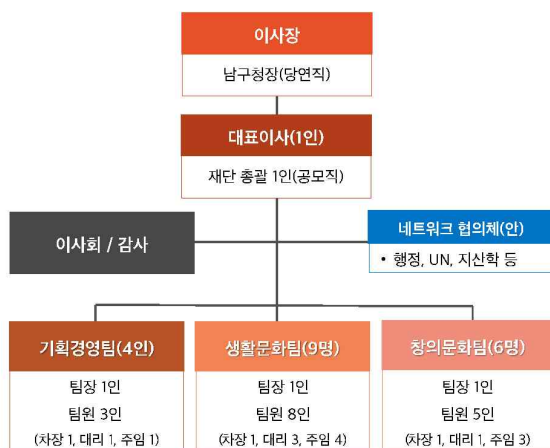 이사장
남구청장(당연직)
대표이사(1인)
재단 총괄 1인(공모직)
이사회 / 감사
네트워크 협의체(안)
• 행정, UN, 지산학 등
기획경영팀(4인)
팀장 1인
팀원 3인
(차장 1, 대리 1, 주임 1)
생활문화팀(9명)
팀장 1인
팀원 8인
(차장 1, 대리 3, 주임 4)
창의문화팀(6명)
팀장 1인
팀원 5인
(차장 1, 대리 1, 주임 3)